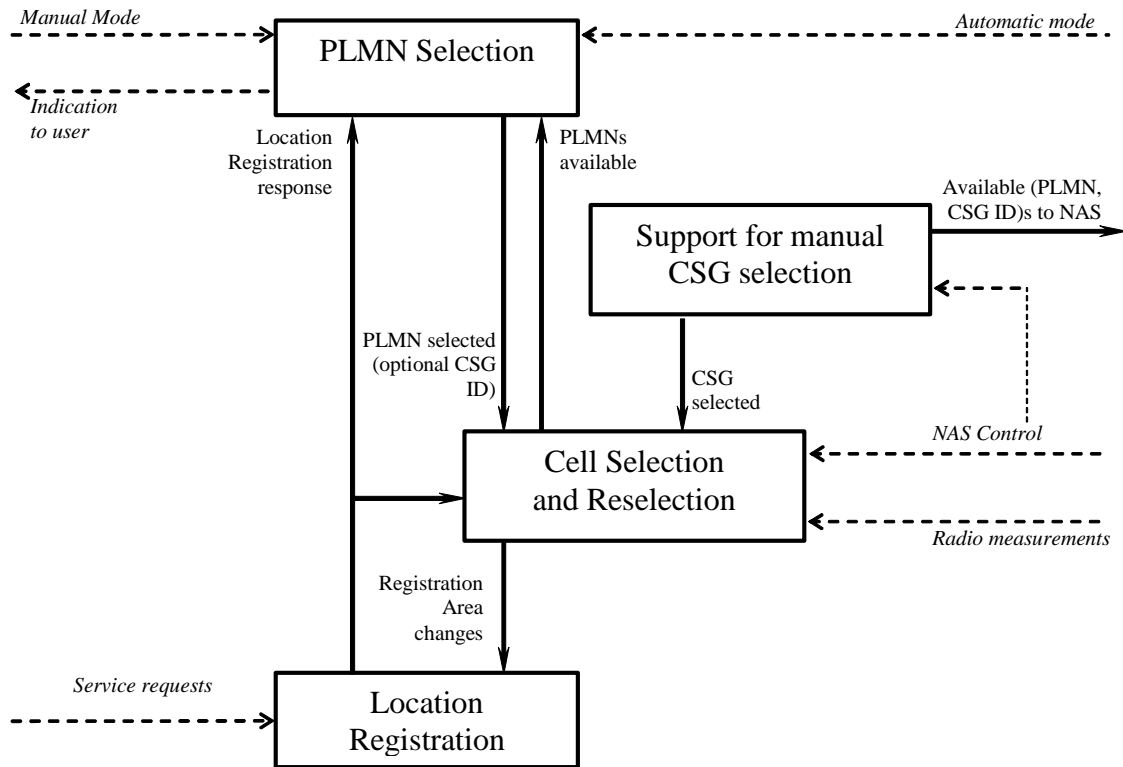 Manual Mode
Automatic mode
PLMN Selection
Indication
to user
Location
Registration
response
PLMNs
available
Available (PLMN,
CSG ID)s to NAS
Support for manual
CSG selection
PLMN selected
(optional CSG
ID)
CSG
selected
NAS Control
Cell Selection
and Reselection
Radio measurements
Registration
Area
changes
Service requests
Location
Registration